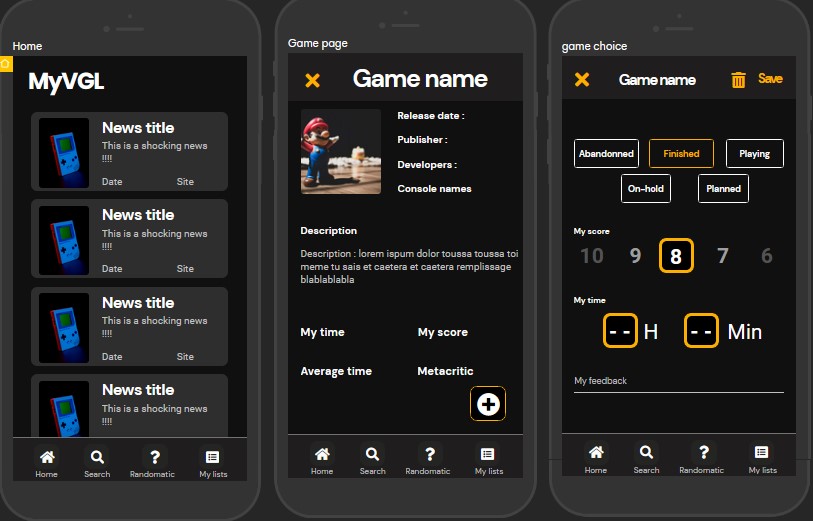 Home
MyVGL
News title
This is a shocking news
!!!!
Date Site
News title
This is a shocking news
!!!!
Date Site
News title
This is a shocking news
!!!!
Date Site
News title
This is a shocking news
!!!!
Home Search Randomatic My lists
Game page
Game name
Release date :
Publisher :
Developers :
Console names
Description
Description : lorem ispum dolor toussa toussa toi
meme tu sais et caetera et caetera remplissage
blablablabla
My time My score
Average time Metacritic
Home Search Randomatic My lists
game choice
Game name Save
Abandonned Finished Playing
On-hold Planned
My score
10 9 8 7 6
My time
-- H -- Min
My feedback
Home Search Randomatic My lists